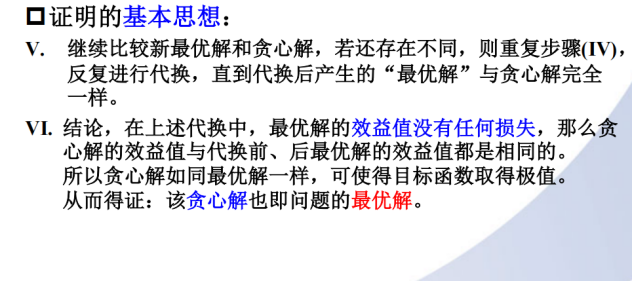 证明的基本思想：
V. 继续比较新最优解和贪心解，若还存在不同，则重复步骤(IV)，
反复进行代换，直到代换后产生的“最优解”与贪心解完全
一样。
VI. 结论，在上述代换中，最优解的效益值没有任何损失，那么贪
心解的效益值与代换前、后最优解的效益值都是相同的。
所以贪心解如同最优解一样，可使得目标函数取得极值。
从而得证：该贪心解也即问题的最优解。